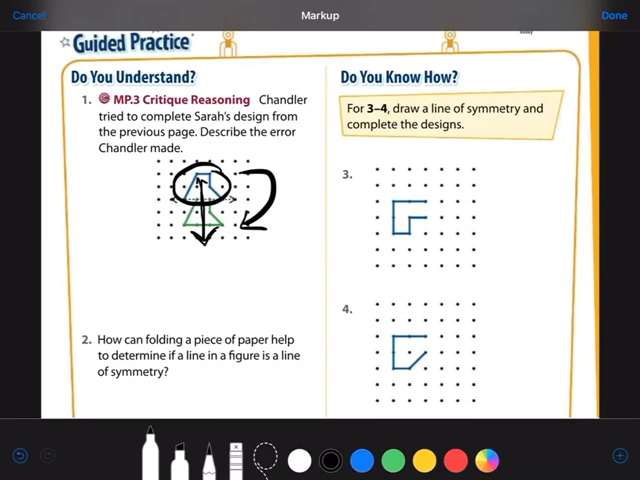 Cancel
Markup
Done
Guided Practice
Do You Understand?
1. MP.3 Critique Reasoning Chandler
tried to complete Sarah's design from
the previous page. Describe the error
Chandler made.
2. How can folding a piece of paper help
to determine if a line in a figure is a line
of symmetry?
Do You Know How?
For 3–4, draw a line of symmetry and
complete the designs.
3.
4.